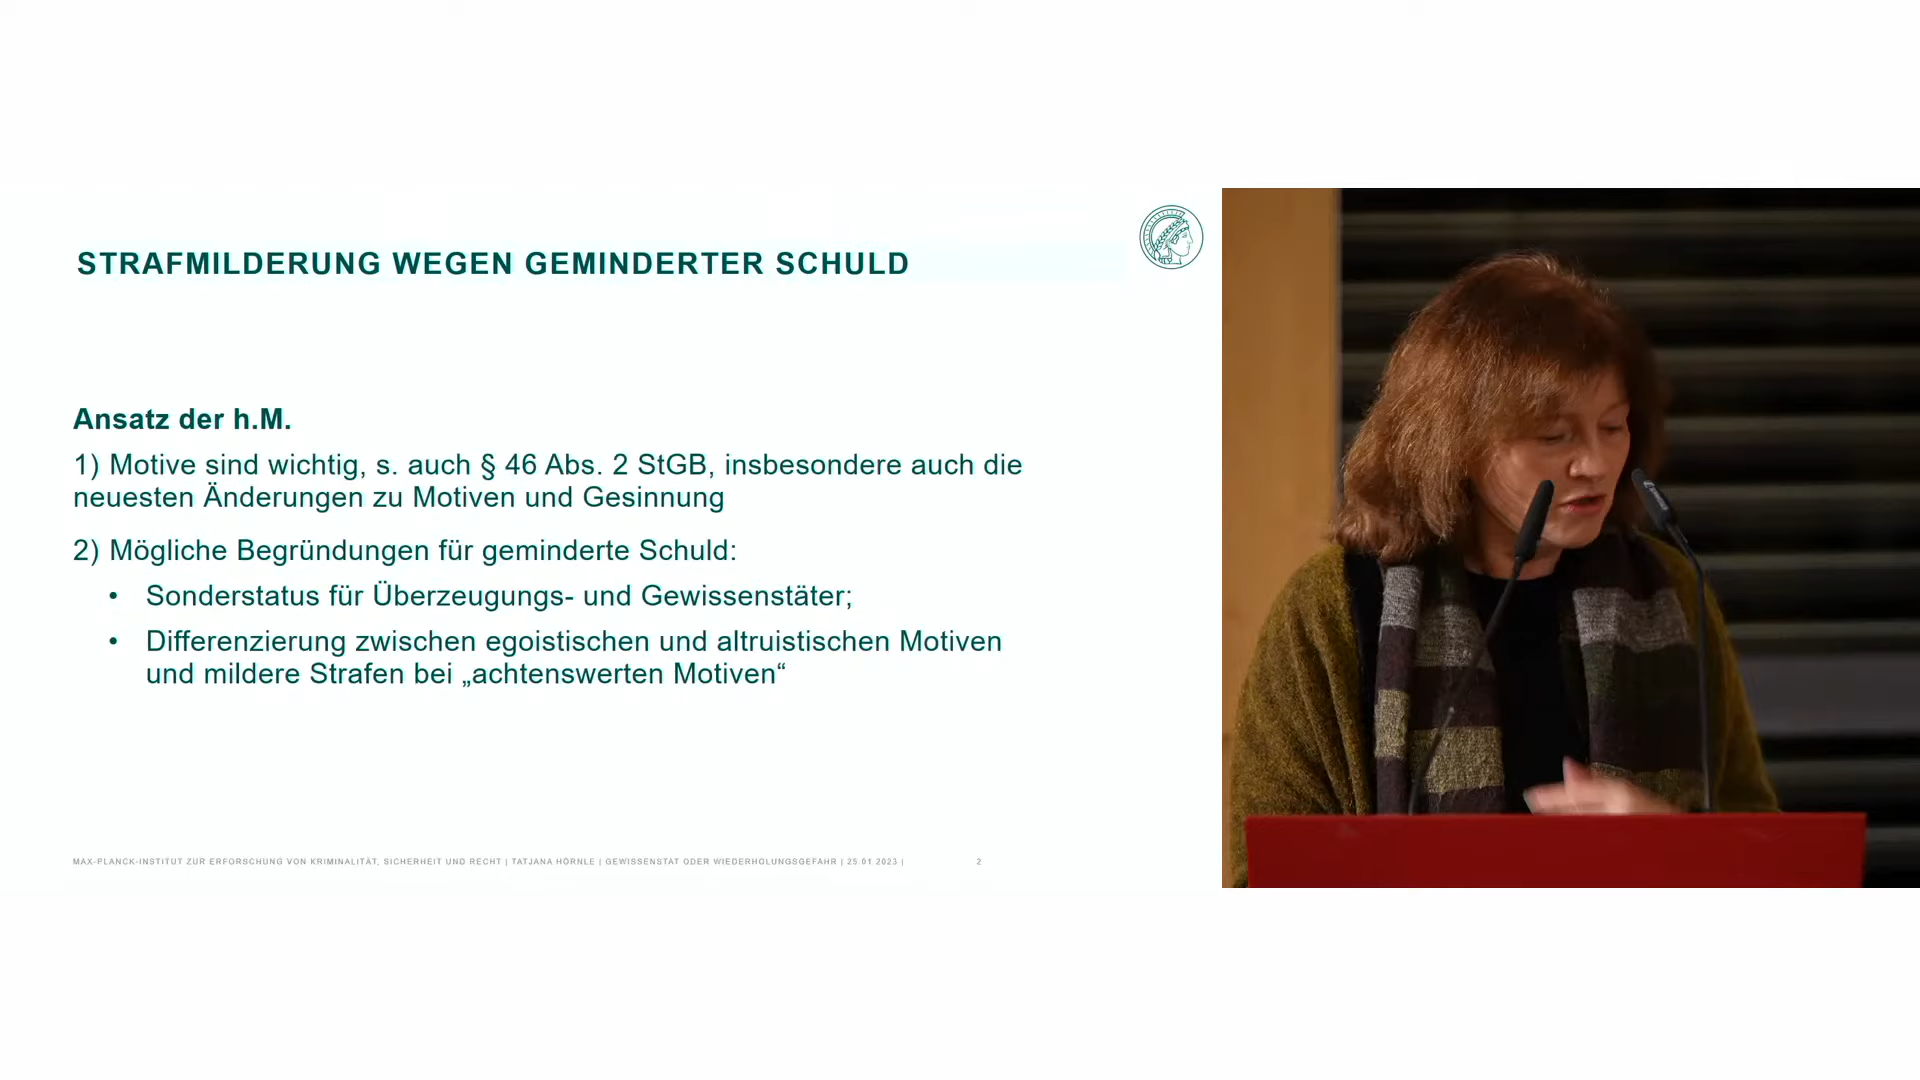 STRAFMILDERUNG WEGEN GEMINDERTER SCHULD
Ansatz der h.M.
1) Motive sind wichtig, s. auch § 46 Abs. 2 StGB, insbesondere auch die
neuesten Änderungen zu Motiven und Gesinnung
2) Mögliche Begründungen für geminderte Schuld:
• Sonderstatus für Überzeugungs- und Gewissenstäter;
• Differenzierung zwischen egoistischen und altruistischen Motiven
und mildere Strafen bei „achtenswerten Motiven“
MAX-PLANCK-INSTITUT ZUR ERFORSCHUNG VON KRIMINALITÄT, SICHERHEIT UND RECHT | TATJANA HÖRNLE | GEWISSENSTAT ODER WIEDERHOLUNGSGEFAHR | 25.01.2023 | 2